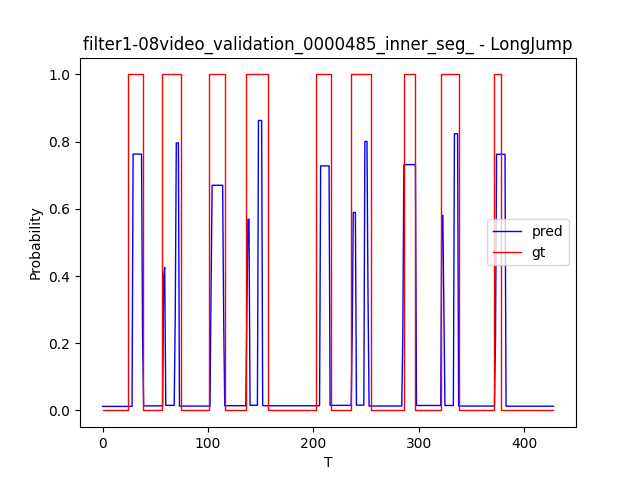 filter1-08video_validation_0000485_inner_seg_ - LongJump
1.0
0.8
0.6
0.4
0.2
0.0
Probability
pred
gt
0
100
200
300
400
T